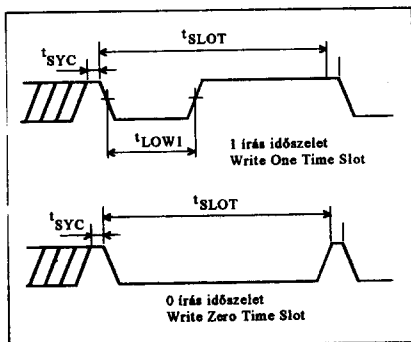 tSLOT
tSYC
tLOW1
1 írás időszelet
Write One Time Slot
tSLOT
tSYC
0 írás időszelet
Write Zero Time Slot